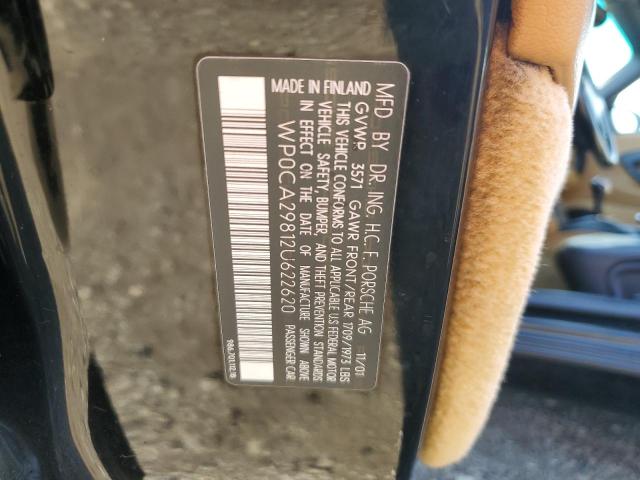 MFD BY DR. ING. H.C. F. PORSCHE AG 11/01
MADE IN FINLAND
GVWR 3571 GAWR FRONT/REAR 1709/1973 LBS
THIS VEHICLE CONFORMS TO ALL APPLICABLE US FEDERAL MOTOR
VEHICLE SAFETY, BUMPER AND THEFT PREVENTION STANDARDS
IN EFFECT ON THE DATE OF MANUFACTURE SHOWN ABOVE
WP0CA29812U622620 PASSENGER CAR